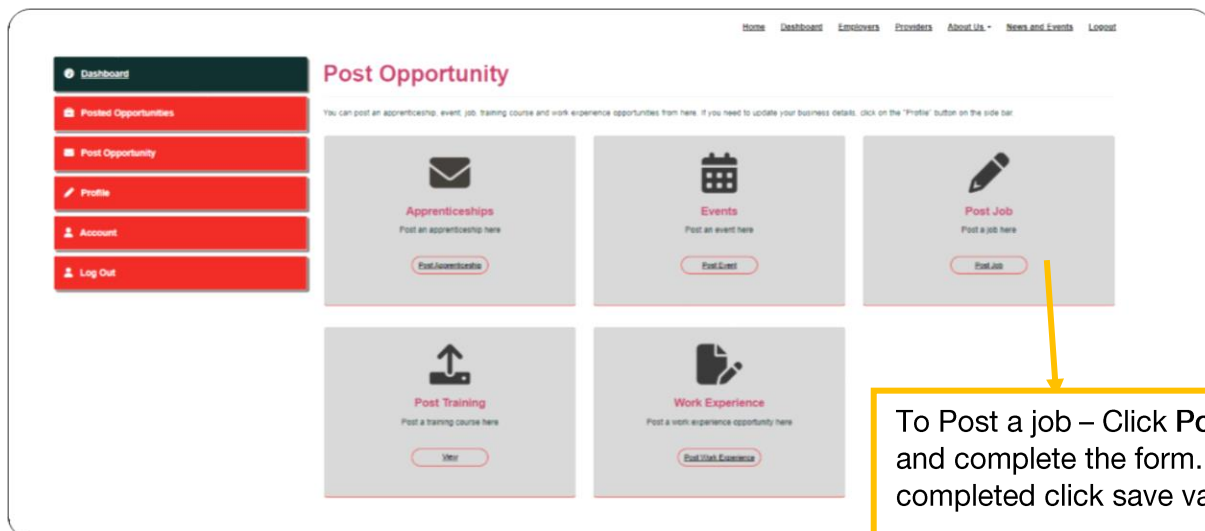 Home Dashboard Employers Providers About Us News and Events Logout
Dashboard
Posted Opportunities
Post Opportunity
Profile
Account
Log Out
Post Opportunity
You can post an apprenticeship, event, job, training course and work experience opportunities from here. If you need to update your business details, click on the "Profile" button on the side bar.
Apprenticeships
Post an apprenticeship here
Post Apprenticeship
Events
Post an event here
Post Event
Post Job
Post a job here
Post Job
Post Training
Post a training course here
View
Work Experience
Post a work experience opportunity here
Post Work Experience
To Post a job – Click
and complete the form.
completed click save